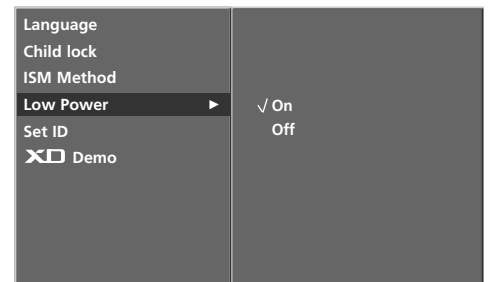 Language
Child lock
ISM Method
Low Power ►
√ On
Off
Set ID
XD Demo